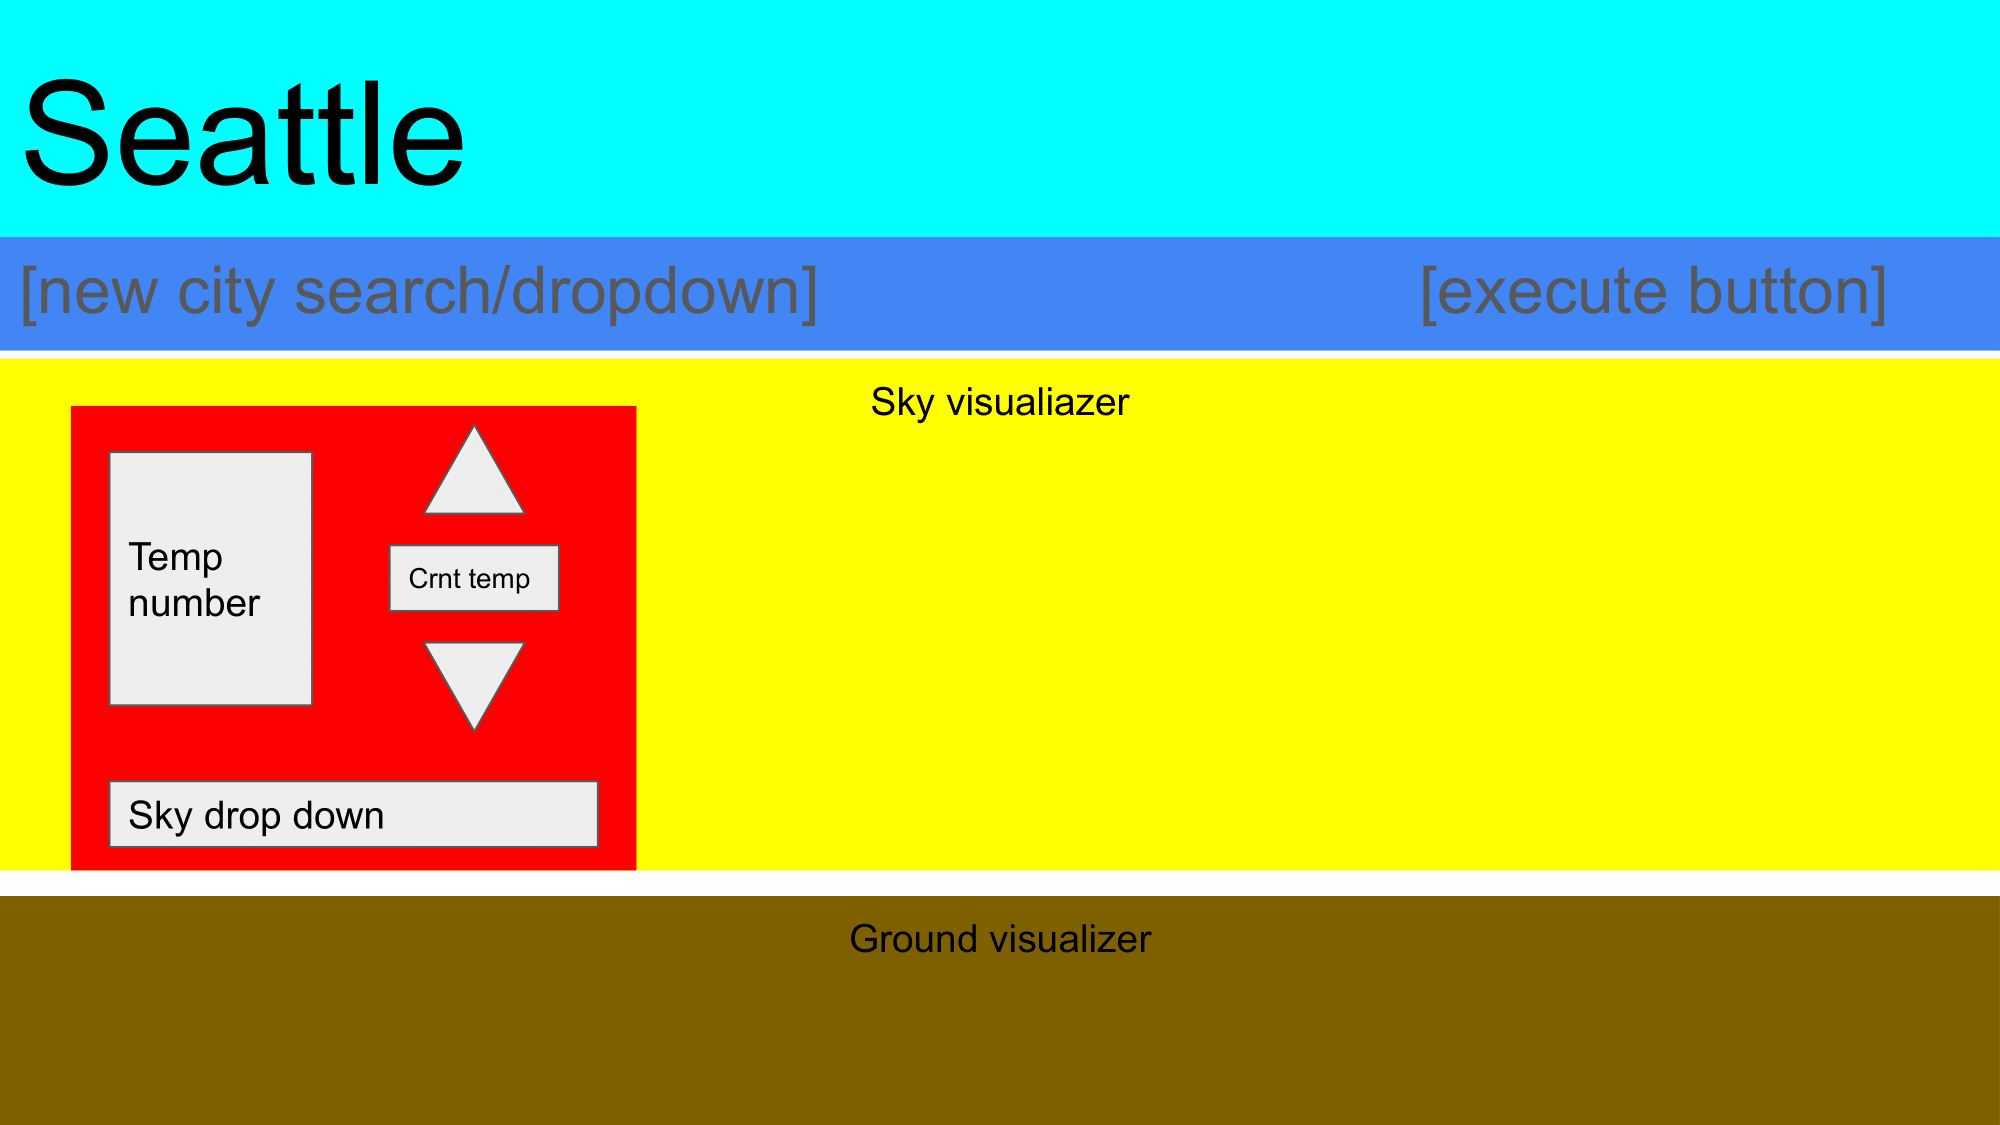 Seattle
[new city search/dropdown] [execute button]
Sky visualiazer
Temp
number
Crnt temp
Sky drop down
Ground visualizer